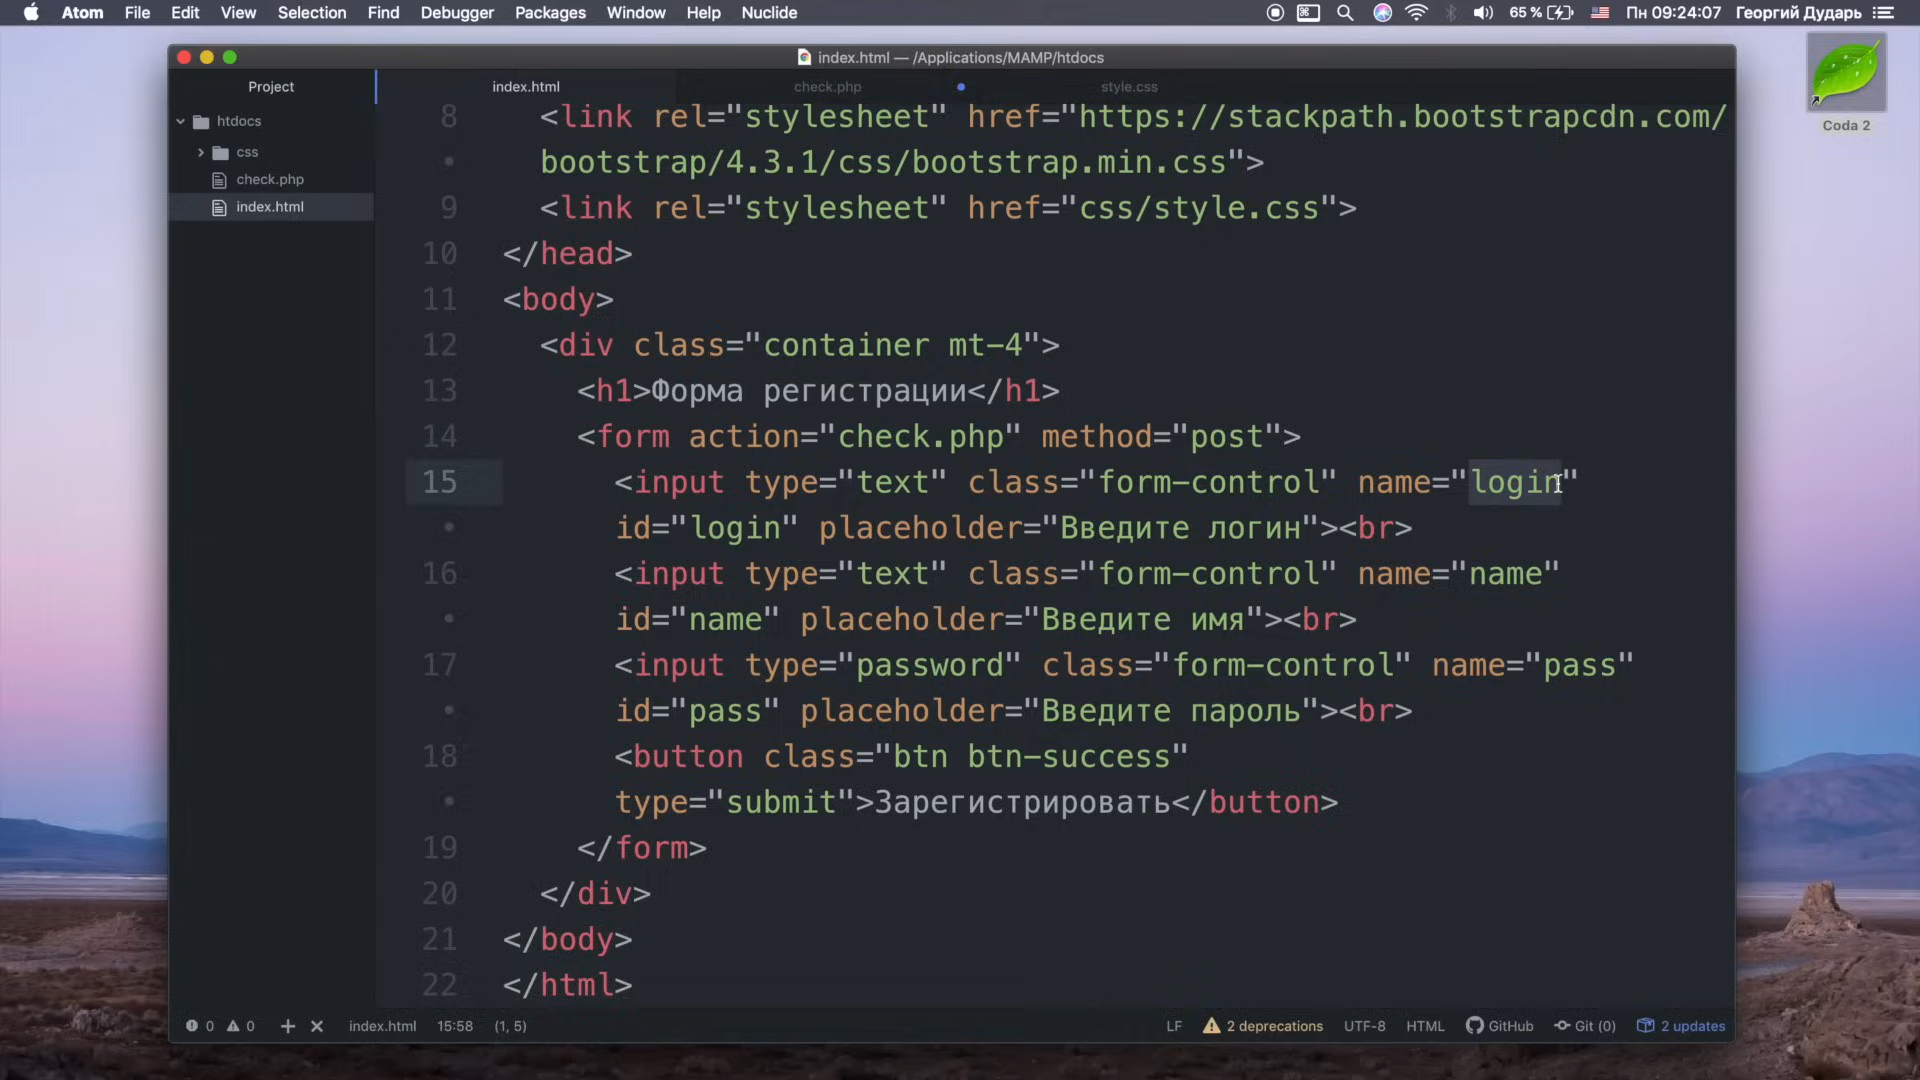 Atom File Edit View Selection Find Debugger Packages Window Help Nuclide 65 % Пн 09:24:07 Георгий Дударь
index.html — /Applications/MAMP/htdocs
Coda 2
Project
htdocs
css
check.php
index.html
index.html check.php style.css
8 <link rel="stylesheet" href="https://stackpath.bootstrapcdn.com/
bootstrap/4.3.1/css/bootstrap.min.css">
9 <link rel="stylesheet" href="css/style.css">
10 </head>
11 <body>
12 <div class="container mt-4">
13 <h1>Форма регистрации</h1>
14 <form action="check.php" method="post">
15 <input type="text" class="form-control" name="login"
id="login" placeholder="Введите логин"><br>
16 <input type="text" class="form-control" name="name"
id="name" placeholder="Введите имя"><br>
17 <input type="password" class="form-control" name="pass"
id="pass" placeholder="Введите пароль"><br>
18 <button class="btn btn-success"
type="submit">Зарегистрировать</button>
19 </form>
20 </div>
21 </body>
22 </html>
0 0 + × index.html 15:58 (1, 5) LF 2 deprecations UTF-8 HTML GitHub Git (0) 2 updates